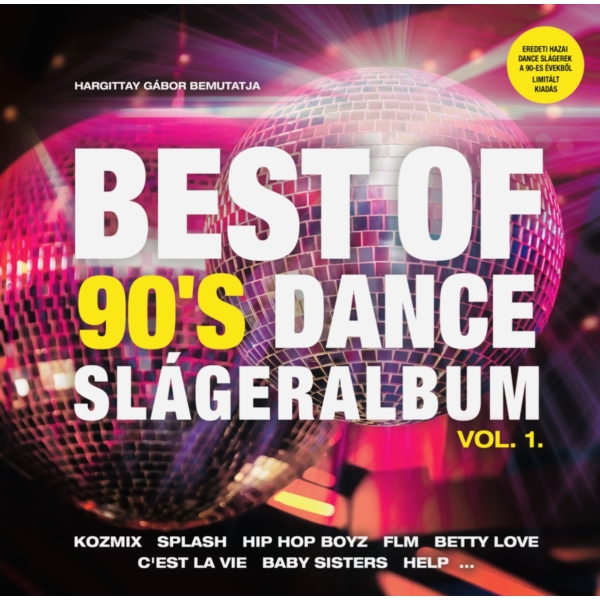 HARGITTAY GÁBOR BEMUTATJA
EREDETI HAZAI
DANCE SLÁGEREK
A 90-ES ÉVEKBŐL
LIMITÁLT
KIADÁS
BEST OF
90'S DANCE
SLÁGERALBUM
VOL. 1.
KOZMIX SPLASH HIP HOP BOYZ FLM BETTY LOVE
C'EST LA VIE BABY SISTERS HELP ...